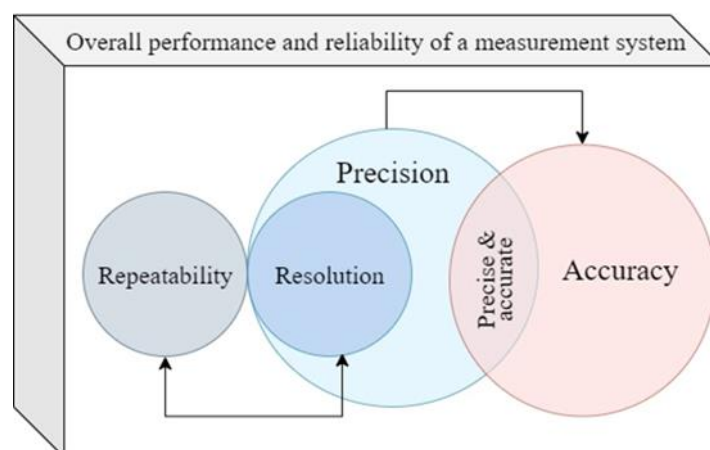 Overall performance and reliability of a measurement system
Precision
Repeatability
Resolution
Precise &
accurate
Accuracy